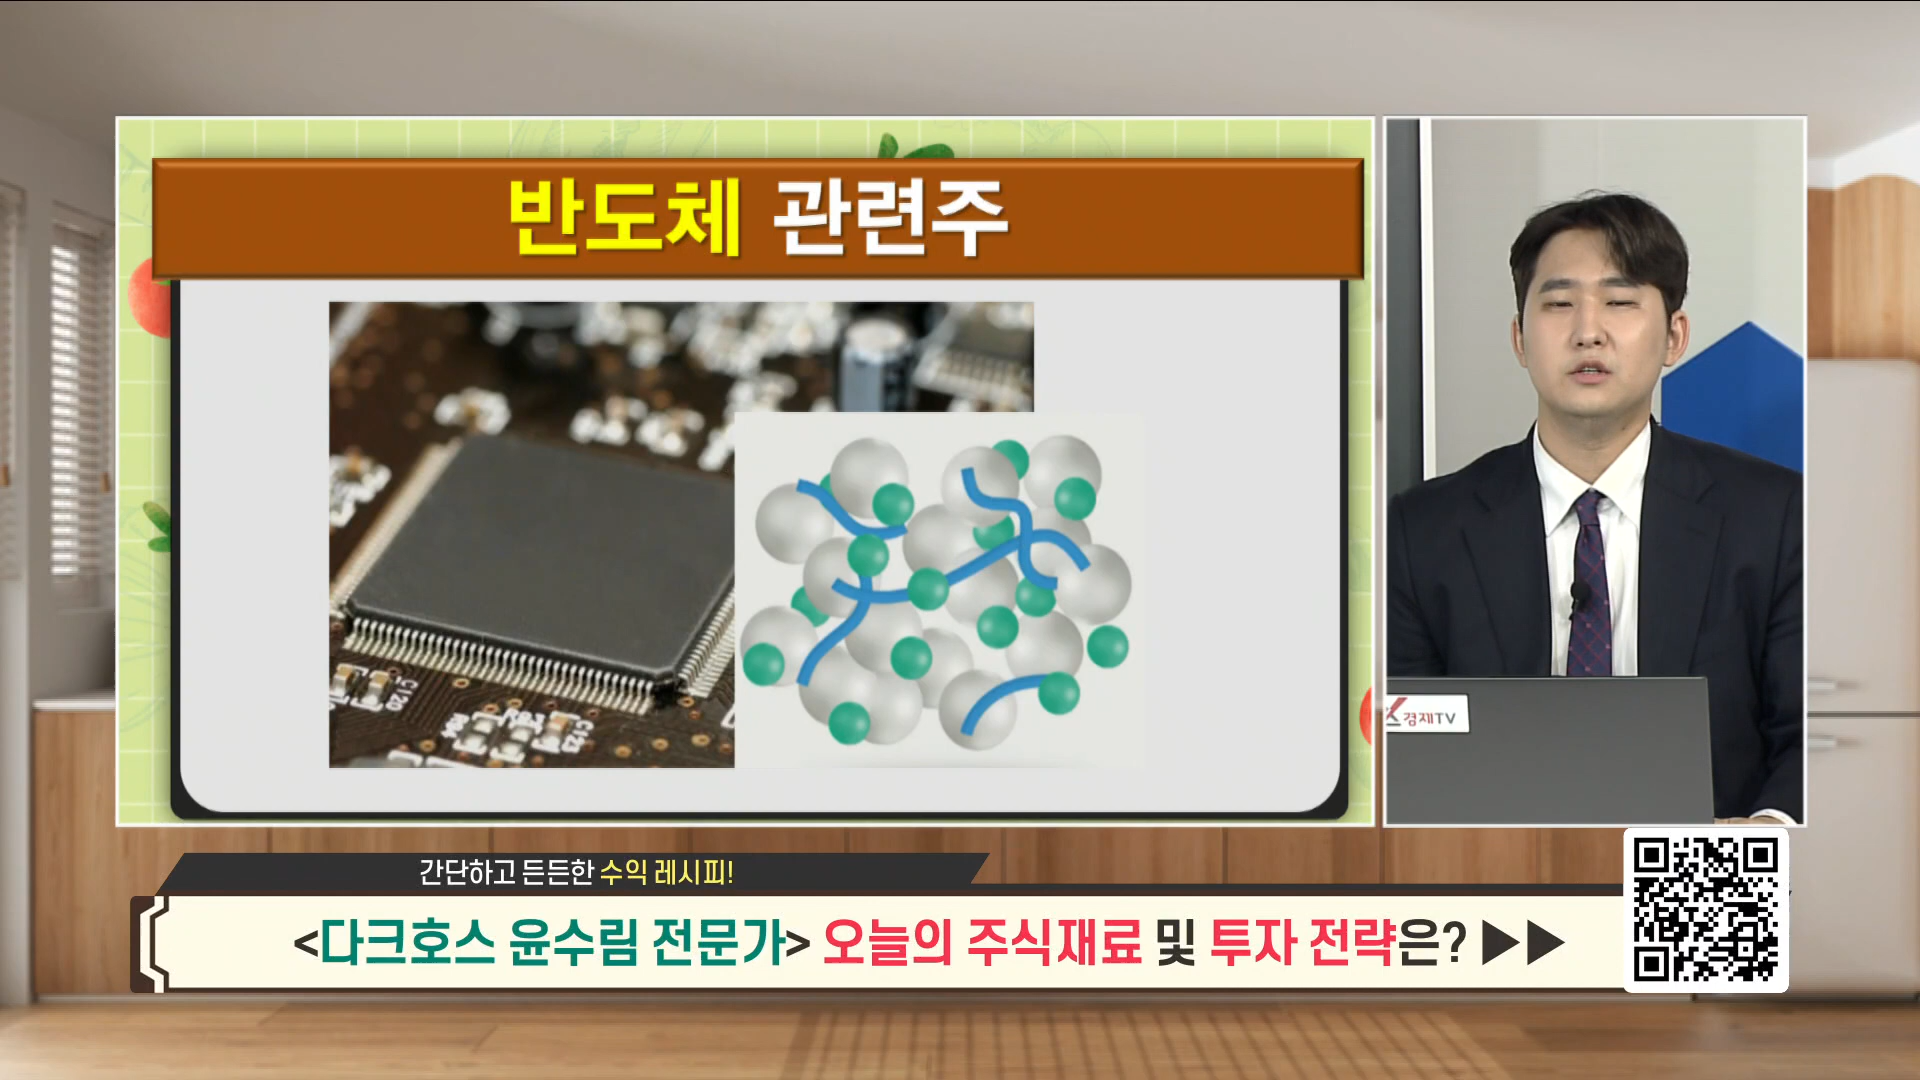 반도체 관련주
C120
C123
경제TV
간단하고 든든한 수익 레시피!
<다크호스 윤수림 전문가> 오늘의 주식재료 및 투자 전략은? ▶▶